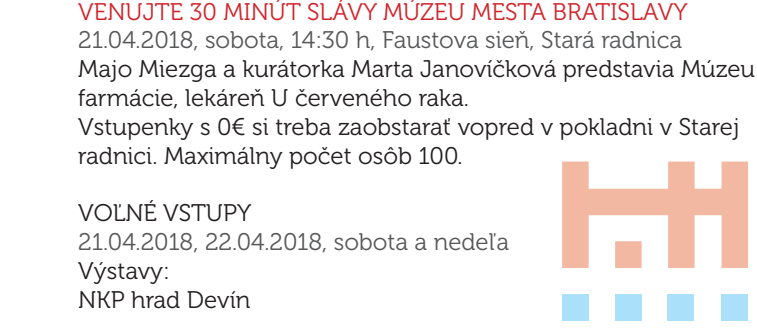 VENUJTE 30 MINÚT SLÁVY MÚZEU MESTA BRATISLAVY
21.04.2018, sobota, 14:30 h, Faustova sieň, Stará radnica
Majo Miezga a kurátorka Marta Janovíčková predstavia Múzeu
farmácie, lekáreň U červeného raka.
Vstupenky s 0€ si treba zaobstarať vopred v pokladni v Starej
radnici. Maximálny počet osôb 100.
VOĽNÉ VSTUPY
21.04.2018, 22.04.2018, sobota a nedeľa
Výstavy:
NKP hrad Devín